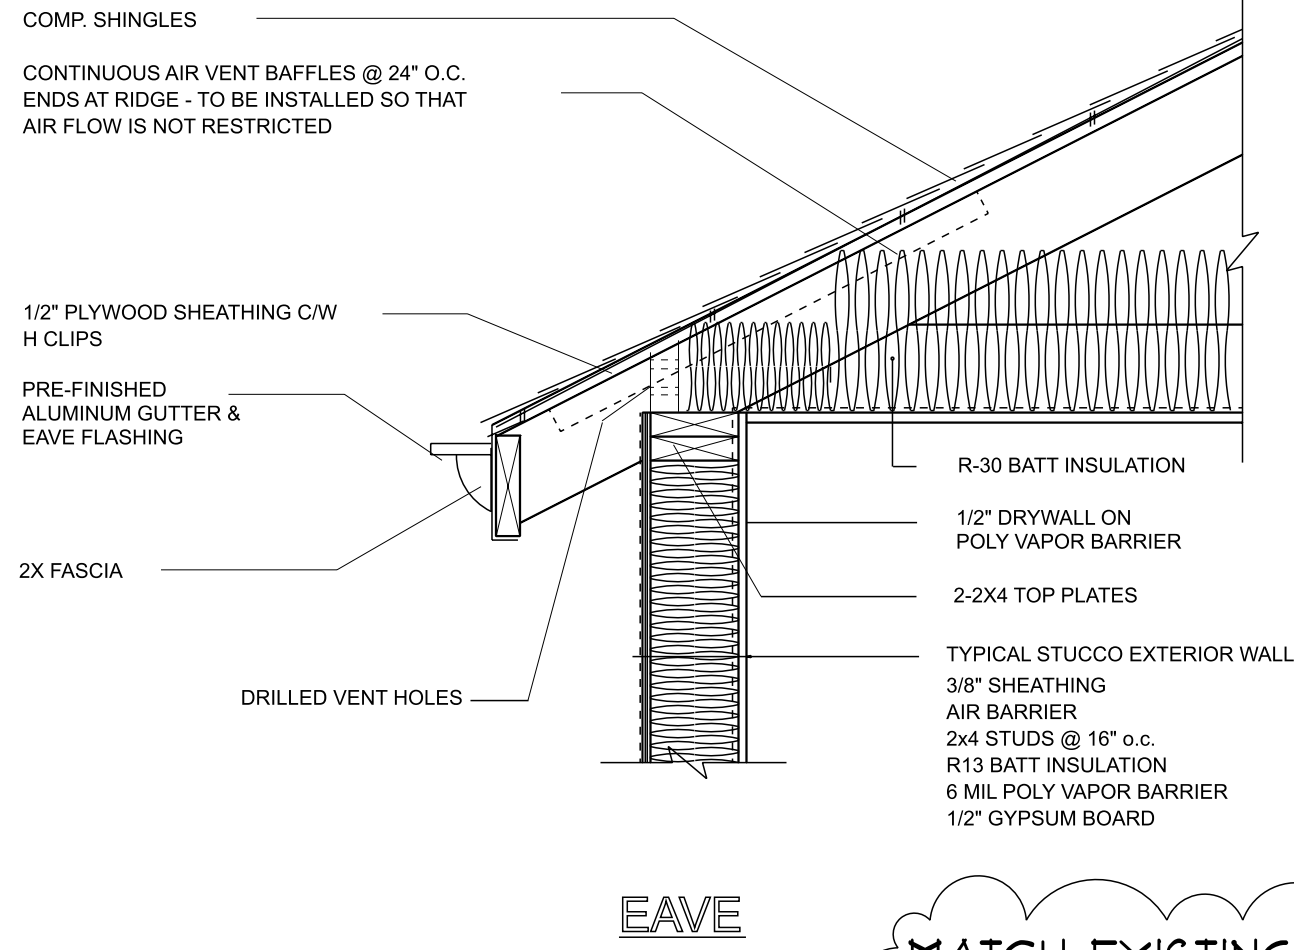 COMP. SHINGLES
CONTINUOUS AIR VENT BAFFLES @ 24" O.C.
ENDS AT RIDGE - TO BE INSTALLED SO THAT
AIR FLOW IS NOT RESTRICTED
1/2" PLYWOOD SHEATHING C/W
H CLIPS
PRE-FINISHED
ALUMINUM GUTTER &
EAVE FLASHING
2X FASCIA
DRILLED VENT HOLES
R-30 BATT INSULATION
1/2" DRYWALL ON
POLY VAPOR BARRIER
2-2X4 TOP PLATES
TYPICAL STUCCO EXTERIOR WALL
3/8" SHEATHING
AIR BARRIER
2x4 STUDS @ 16" o.c.
R13 BATT INSULATION
6 MIL POLY VAPOR BARRIER
1/2" GYPSUM BOARD
EAVE
MATCH EXISTING